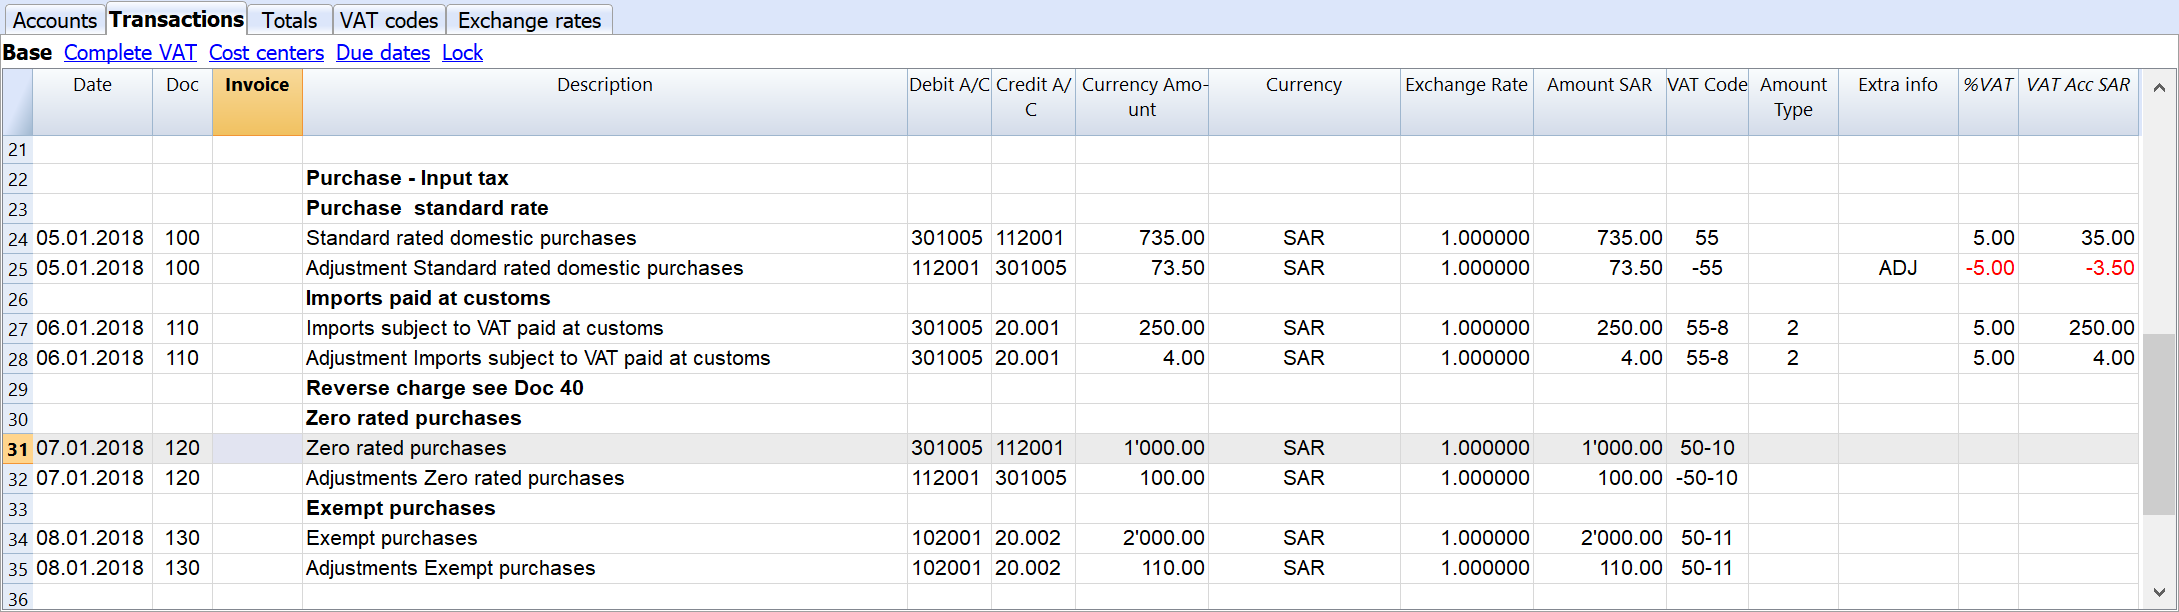 Accounts Transactions Totals VAT codes Exchange rates
Base Complete VAT Cost centers Due dates Lock
Date Doc Invoice Description Debit A/C Credit A/C Currency Amo-unt Currency Exchange Rate Amount SAR VAT Code Amount Type Extra info %VAT VAT Acc SAR
21
22 Purchase - Input tax
23 Purchase  standard rate
24 05.01.2018 100 Standard rated domestic purchases 301005 112001 735.00 SAR 1.000000 735.00 55 5.00 35.00
25 05.01.2018 100 Adjustment Standard rated domestic purchases 112001 301005 73.50 SAR 1.000000 73.50 -55 ADJ -5.00 -3.50
26 Imports paid at customs
27 06.01.2018 110 Imports subject to VAT paid at customs 301005 20.001 250.00 SAR 1.000000 250.00 55-8 2 5.00 250.00
28 06.01.2018 110 Adjustment Imports subject to VAT paid at customs 301005 20.001 4.00 SAR 1.000000 4.00 55-8 2 5.00 4.00
29 Reverse charge see Doc 40
30 Zero rated purchases
31 07.01.2018 120 Zero rated purchases 301005 112001 1'000.00 SAR 1.000000 1'000.00 50-10
32 07.01.2018 120 Adjustments Zero rated purchases 112001 301005 100.00 SAR 1.000000 100.00 -50-10
33 Exempt purchases
34 08.01.2018 130 Exempt purchases 102001 20.002 2'000.00 SAR 1.000000 2'000.00 50-11
35 08.01.2018 130 Adjustments Exempt purchases 102001 20.002 110.00 SAR 1.000000 110.00 50-11
36